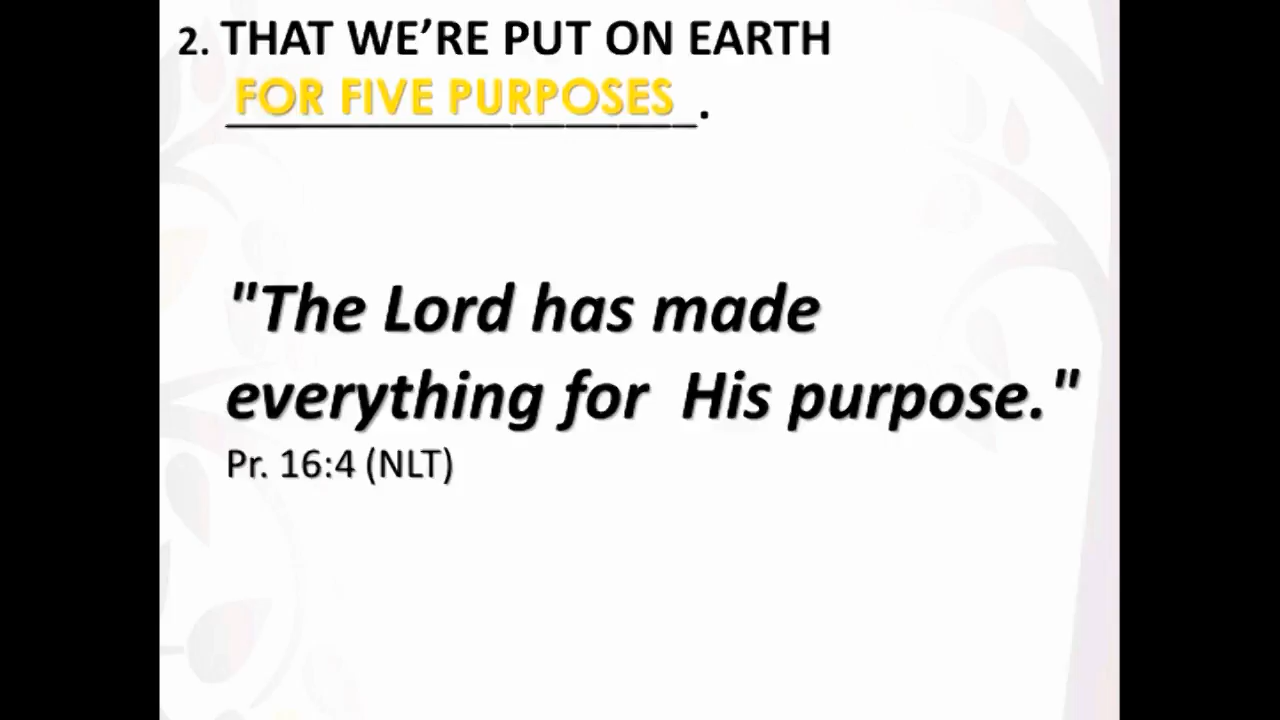 2. THAT WE’RE PUT ON EARTH
FOR FIVE PURPOSES.
"The Lord has made
everything for  His purpose."
Pr. 16:4 (NLT)